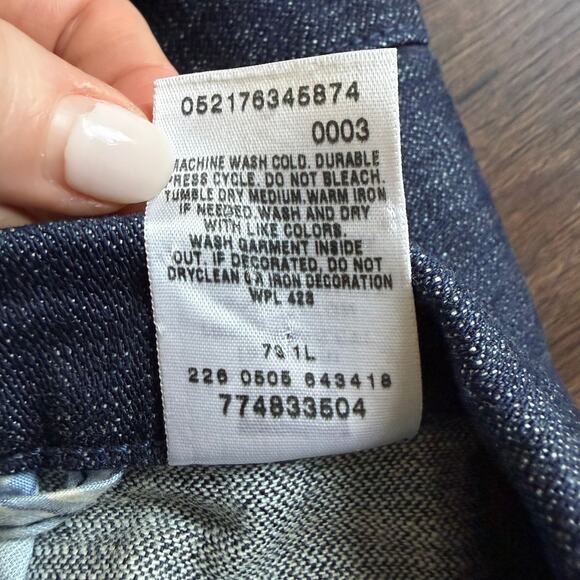 052176345874
0003
MACHINE WASH COLD. DURABLE
PRESS CYCLE. DO NOT BLEACH.
TUMBLE DRY MEDIUM. WARM IRON
IF NEEDED. WASH AND DRY
WITH LIKE COLORS.
WASH GARMENT INSIDE
OUT. IF DECORATED, DO NOT
DRYCLEAN IRON DECORATION
WPL 423
1L
226 0505 643418
774833504